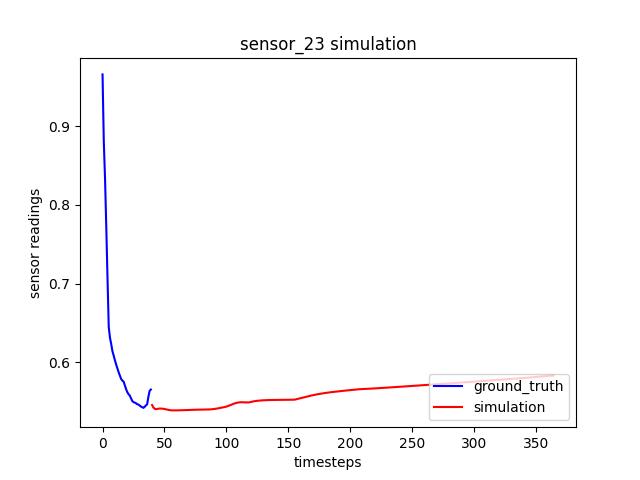 sensor_23 simulation
sensor readings
0.9
0.8
0.7
0.6
0 50 100 150 200 250 300 350
timesteps
ground_truth
simulation